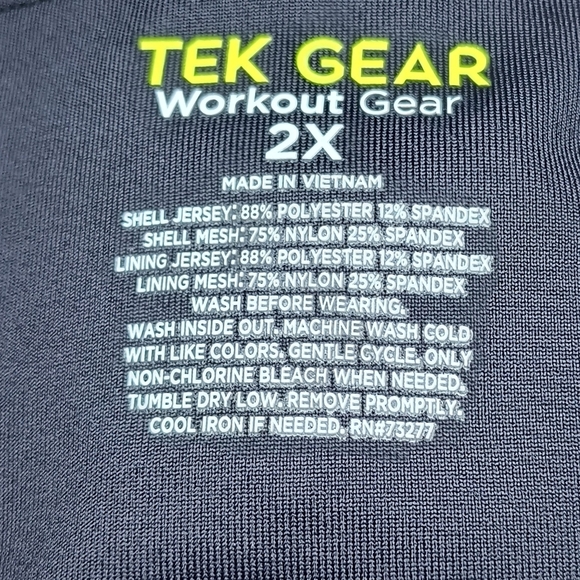 TEK GEAR
Workout Gear
2X
MADE IN VIETNAM
SHELL JERSEY: 88% POLYESTER 12% SPANDEX
SHELL MESH: 75% NYLON 25% SPANDEX
LINING JERSEY: 88% POLYESTER 12% SPANDEX
LINING MESH: 75% NYLON 25% SPANDEX
WASH BEFORE WEARING.
WASH INSIDE OUT. MACHINE WASH COLD
WITH LIKE COLORS. GENTLE CYCLE. ONLY
NON-CHLORINE BLEACH WHEN NEEDED.
TUMBLE DRY LOW. REMOVE PROMPTLY.
COOL IRON IF NEEDED. RN#73277